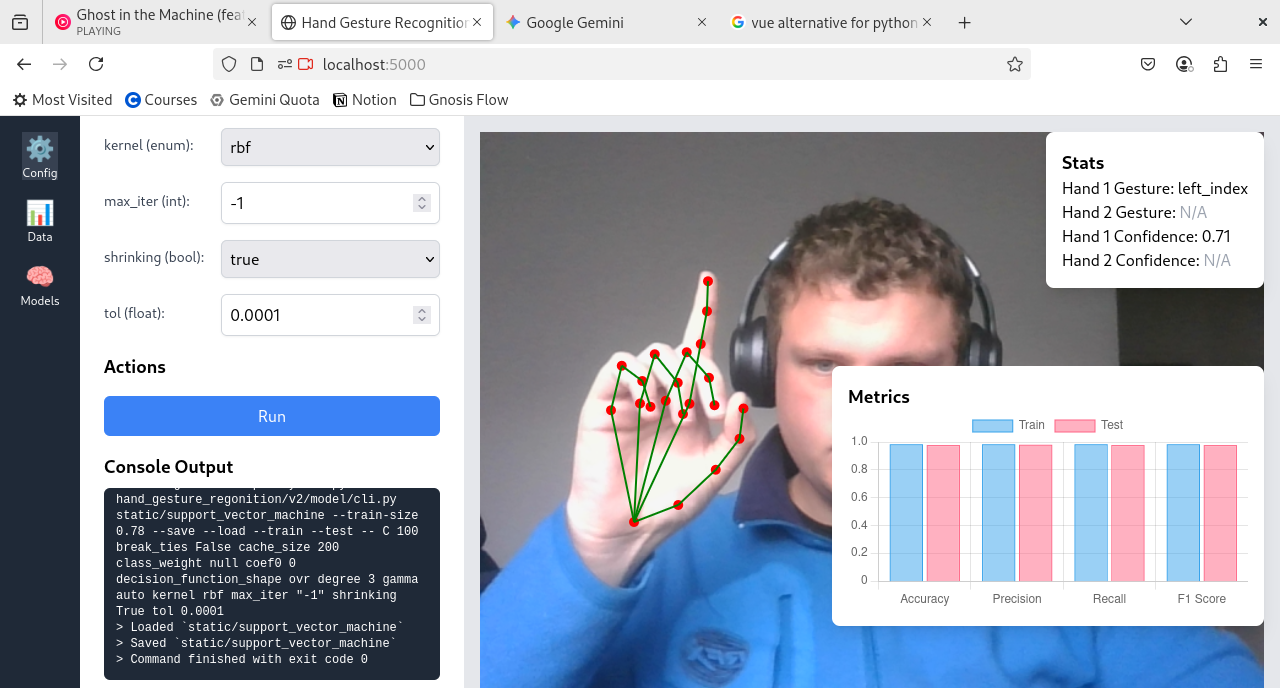 Ghost in the Machine (fea
PLAYING
Hand Gesture Recognition
Google Gemini
vue alternative for python
localhost:5000
Most Visited
Courses
Gemini Quota
Notion
Gnosis Flow
Config
Data
Models
kernel (enum):
rbf
max_iter (int):
-1
shrinking (bool):
true
tol (float):
0.0001
Actions
Run
Console Output
hand_gesture_regonition/v2/model/cli.py
static/support_vector_machine --train-size
0.78 --save --load --train --test -- C 100
break_ties False cache_size 200
class_weight null coef0 0
decision_function_shape ovr degree 3 gamma
auto kernel rbf max_iter "-1" shrinking
True tol 0.0001
> Loaded `static/support_vector_machine`
> Saved `static/support_vector_machine`
> Command finished with exit code 0
Stats
Hand 1 Gesture: left_index
Hand 2 Gesture: N/A
Hand 1 Confidence: 0.71
Hand 2 Confidence: N/A
Metrics
Train
Test
1.0
0.8
0.6
0.4
0.2
0
Accuracy
Precision
Recall
F1 Score